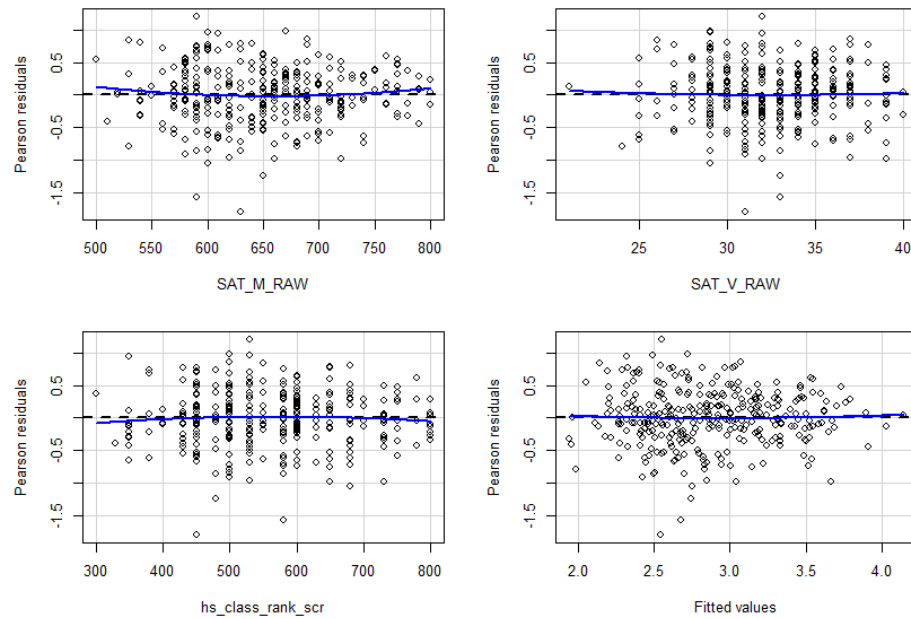 Pearson residuals
0.5
-0.5
-1.5
500 550 600 650 700 750 800
SAT_M_RAW
Pearson residuals
0.5
-0.5
-1.5
25 30 35 40
SAT_V_RAW
Pearson residuals
0.5
-0.5
-1.5
300 400 500 600 700 800
hs_class_rank_scr
Pearson residuals
0.5
-0.5
-1.5
2.0 2.5 3.0 3.5 4.0
Fitted values